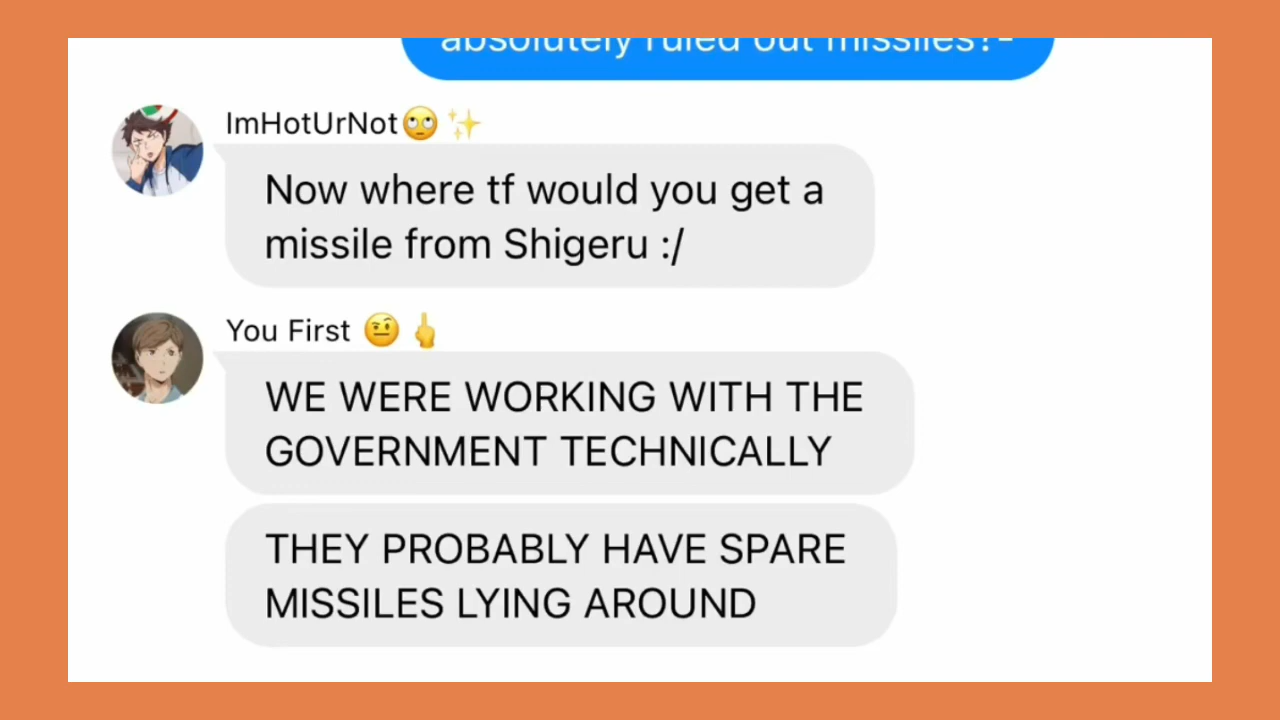 absolutely ruled out missiles?-
ImHotUrNot🙄✨
Now where tf would you get a
missile from Shigeru :/
You First 🤨🖕
WE WERE WORKING WITH THE
GOVERNMENT TECHNICALLY
THEY PROBABLY HAVE SPARE
MISSILES LYING AROUND